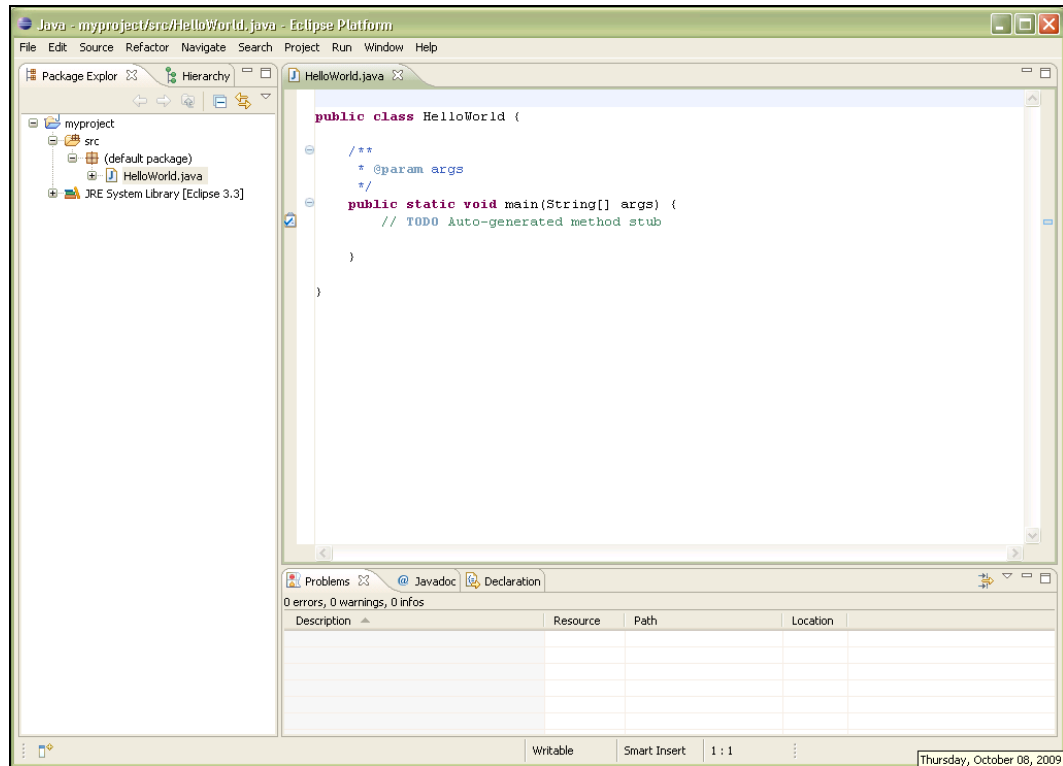 Java - myproject/src/HelloWorld.java - Eclipse Platform
File Edit Source Refactor Navigate Search Project Run Window Help
Package Explor Hierarchy
myproject
src
(default package)
HelloWorld.java
JRE System Library [Eclipse 3.3]
HelloWorld.java
public class HelloWorld {
/**
* @param args
*/
public static void main(String[] args) {
// TODO Auto-generated method stub
}
}
Problems @ Javadoc Declaration
0 errors, 0 warnings, 0 infos
Description Resource Path Location
Writable Smart Insert 1 : 1
Thursday, October 08, 2009